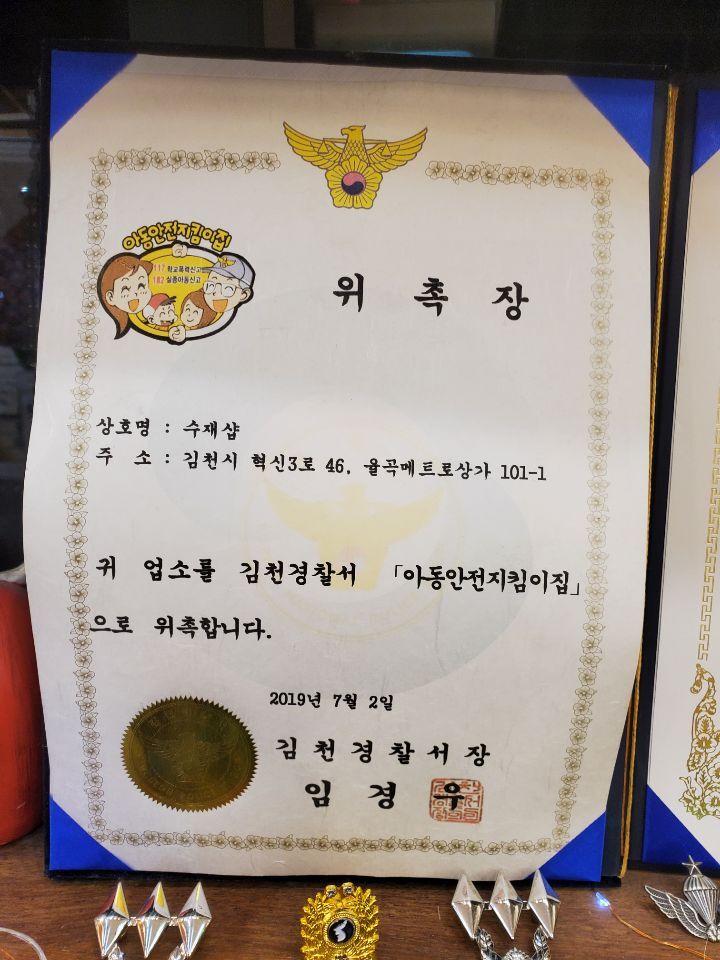 아동안전지킴이집
117 학교폭력신고
182 실종아동신고
위 촉 장
상호명 : 수재샵
주 소 : 김천시 혁신3로 46, 율곡메트로상가 101-1
귀 업소를 김천경찰서 「아동안전지킴이집」
으로 위촉합니다.
2019년 7월 2일
김천경찰서장
임 경 우